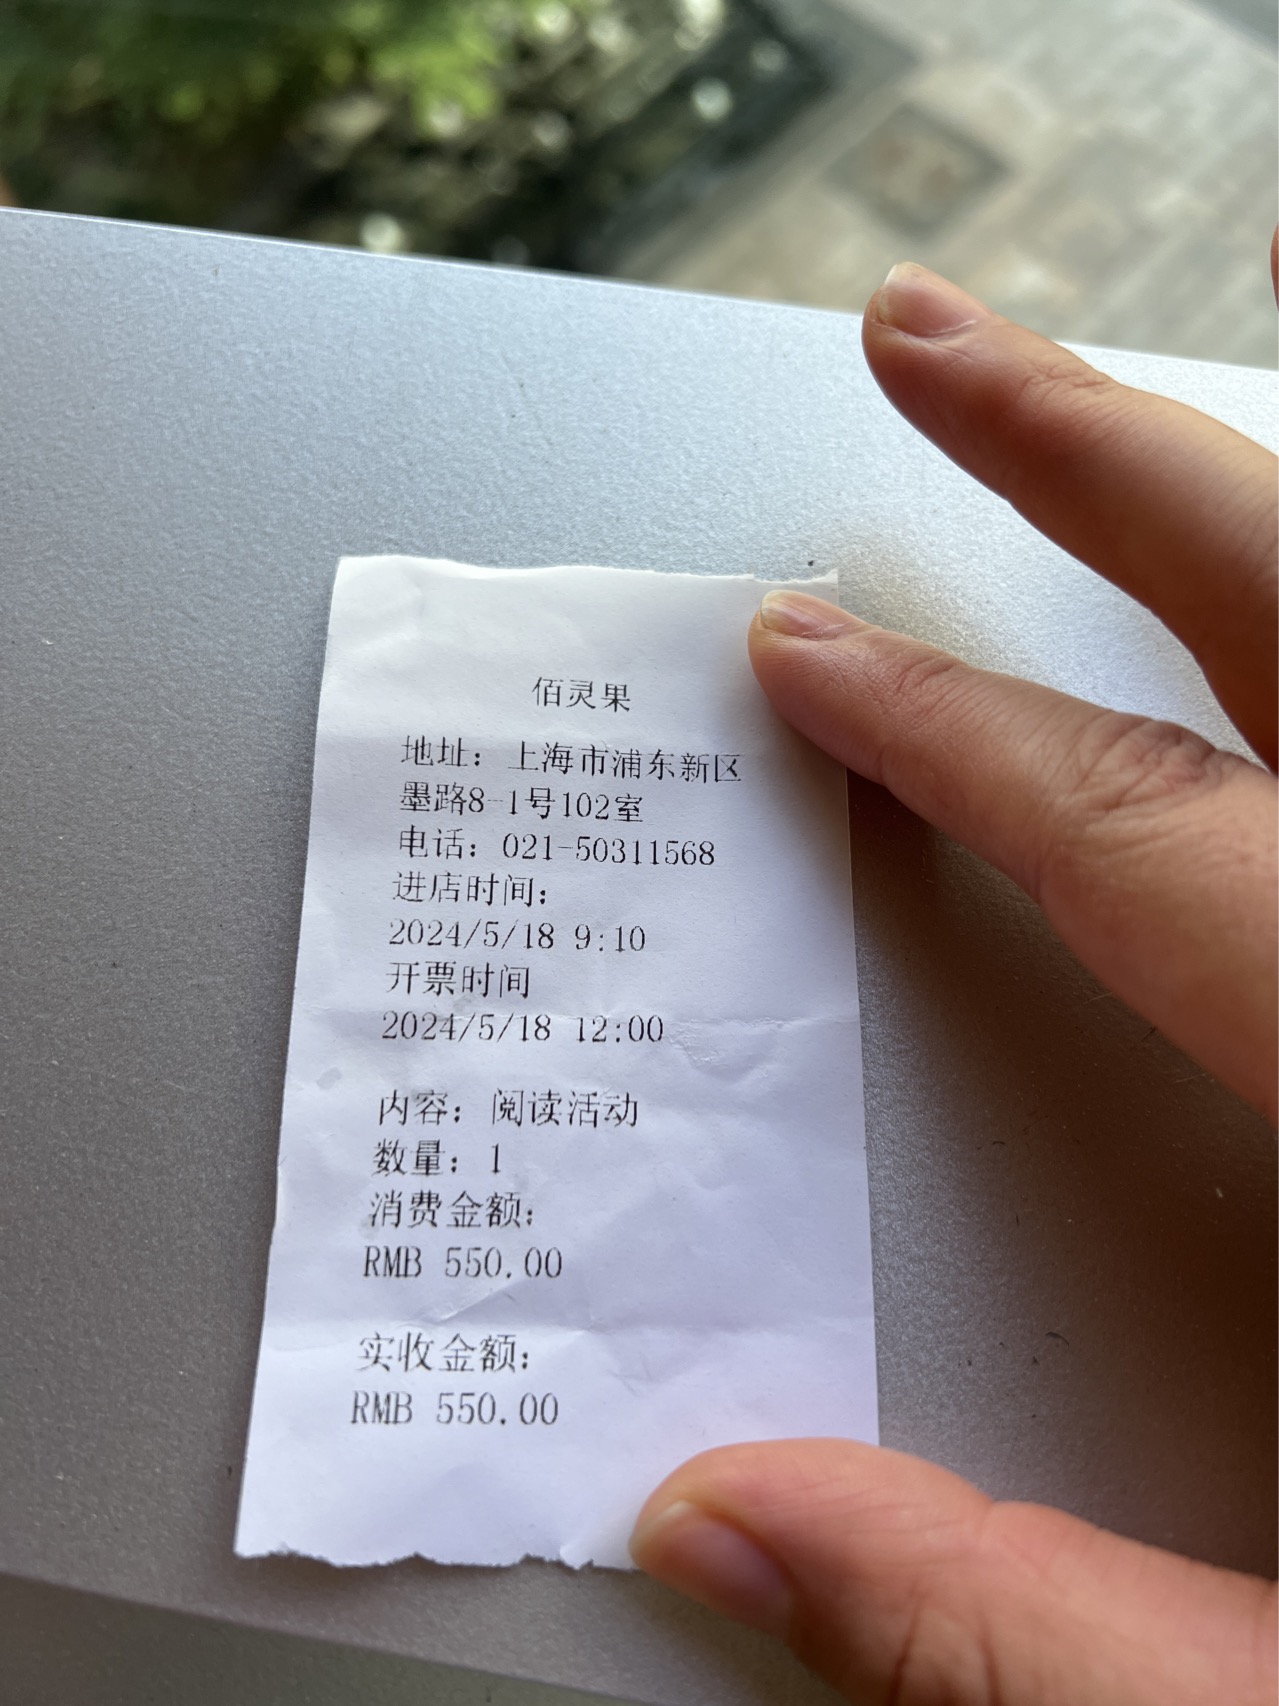 佰灵果
地址：上海市浦东新区
墨路8-1号102室
电话：021-50311568
进店时间：
2024/5/18 9:10
开票时间
2024/5/18 12:00
内容：阅读活动
数量：1
消费金额：
RMB 550.00
实收金额：
RMB 550.00